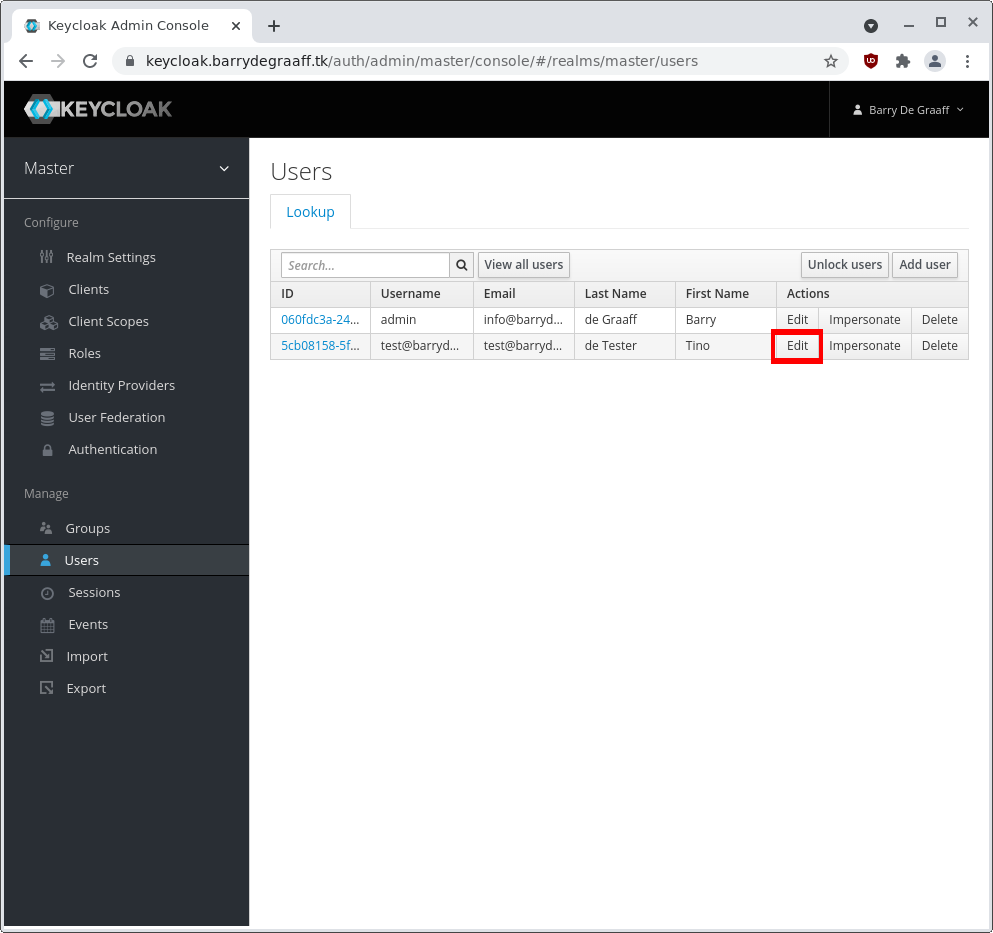 Keycloak Admin Console
keycloak.barrydegraaff.tk/auth/admin/master/console/#/realms/master/users
KEYCLOAK
Barry De Graaff
Master
Configure
Realm Settings
Clients
Client Scopes
Roles
Identity Providers
User Federation
Authentication
Manage
Groups
Users
Sessions
Events
Import
Export
Users
Lookup
Search... View all users Unlock users Add user
ID Username Email Last Name First Name Actions
060fdc3a-24... admin info@barryd... de Graaff Barry Edit Impersonate Delete
5cb08158-5f... test@barryd... test@barryd... de Tester Tino Edit Impersonate Delete